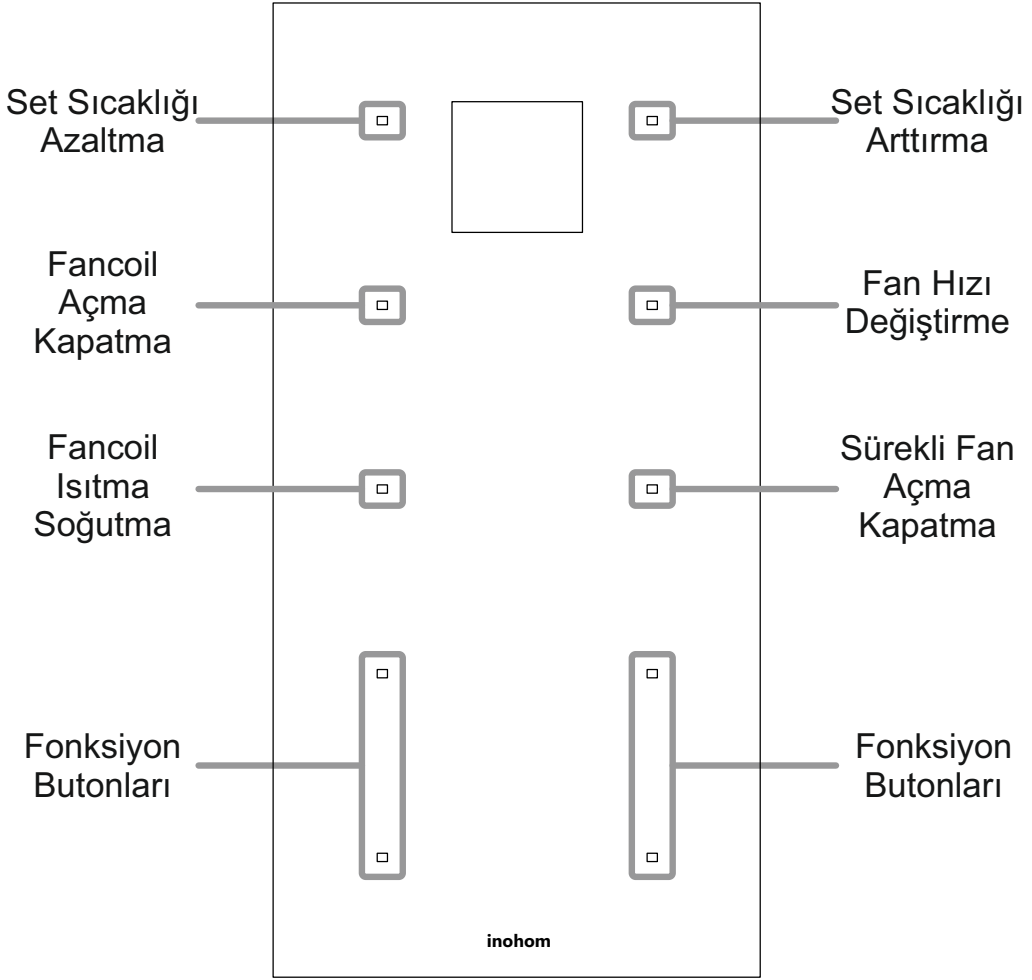 Set Sıcaklığı
Azaltma
Set Sıcaklığı
Arttırma
Fancoil
Açma
Kapatma
Fan Hızı
Değiştirme
Fancoil
Isıtma
Soğutma
Sürekli Fan
Açma
Kapatma
Fonksiyon
Butonları
Fonksiyon
Butonları
inohom